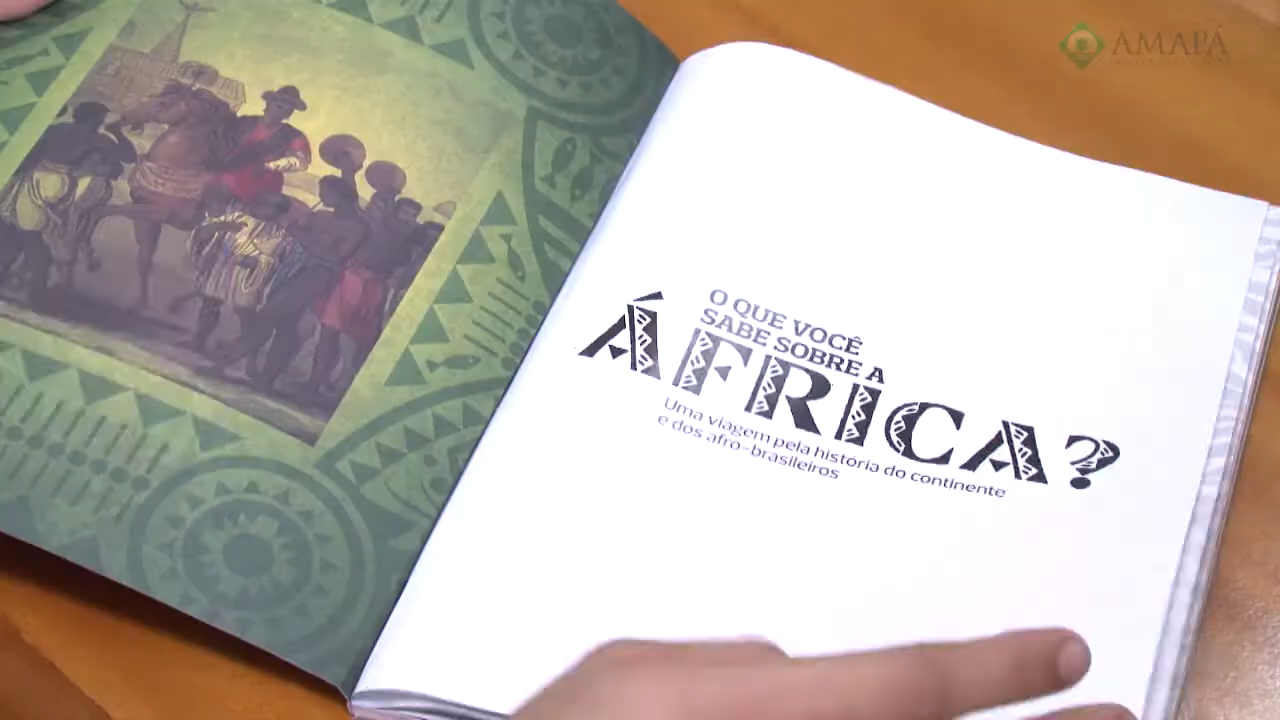 AMAPÁ
O QUE VOCÊ
SABE SOBRE A
ÁFRICA?
Uma viagem pela história do continente
e dos afro-brasileiros